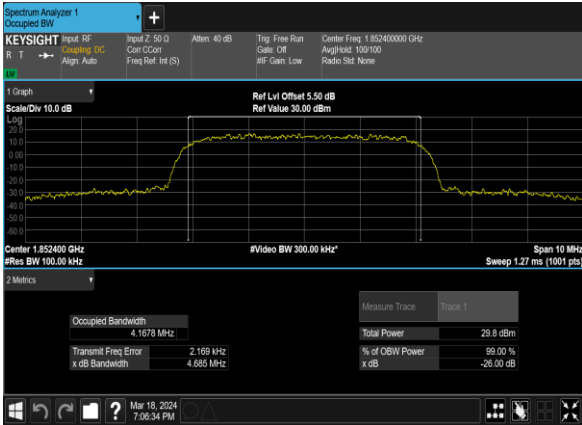 Spectrum Analyzer 1
Occupied BW
+
KEYSIGHT Input: RF Input Z: 50 Ω Atten: 40 dB Trig: Free Run Center Freq: 1.852400000 GHz
R T Coupling: DC Corr CCorr Gate: Off Avg|Hold: 100/100
Align: Auto Freq Ref: Int (S) #IF Gain: Low Radio Std: None
LV
1 Graph
Scale/Div 10.0 dB
Ref Lvl Offset 5.50 dB
Ref Value 30.00 dBm
Log
20.0
10.0
0.00
-10.0
-20.0
-30.0
-40.0
-50.0
-60.0
Center 1.852400 GHz #Video BW 300.00 kHz* Span 10 MHz
#Res BW 100.00 kHz Sweep 1.27 ms (1001 pts)
2 Metrics
Measure Trace Trace 1
Occupied Bandwidth
4.1678 MHz
Total Power 29.8 dBm
Transmit Freq Error 2.169 kHz % of OBW Power 99.00 %
x dB Bandwidth 4.685 MHz x dB -26.00 dB
? Mar 18, 2024
7:06:34 PM